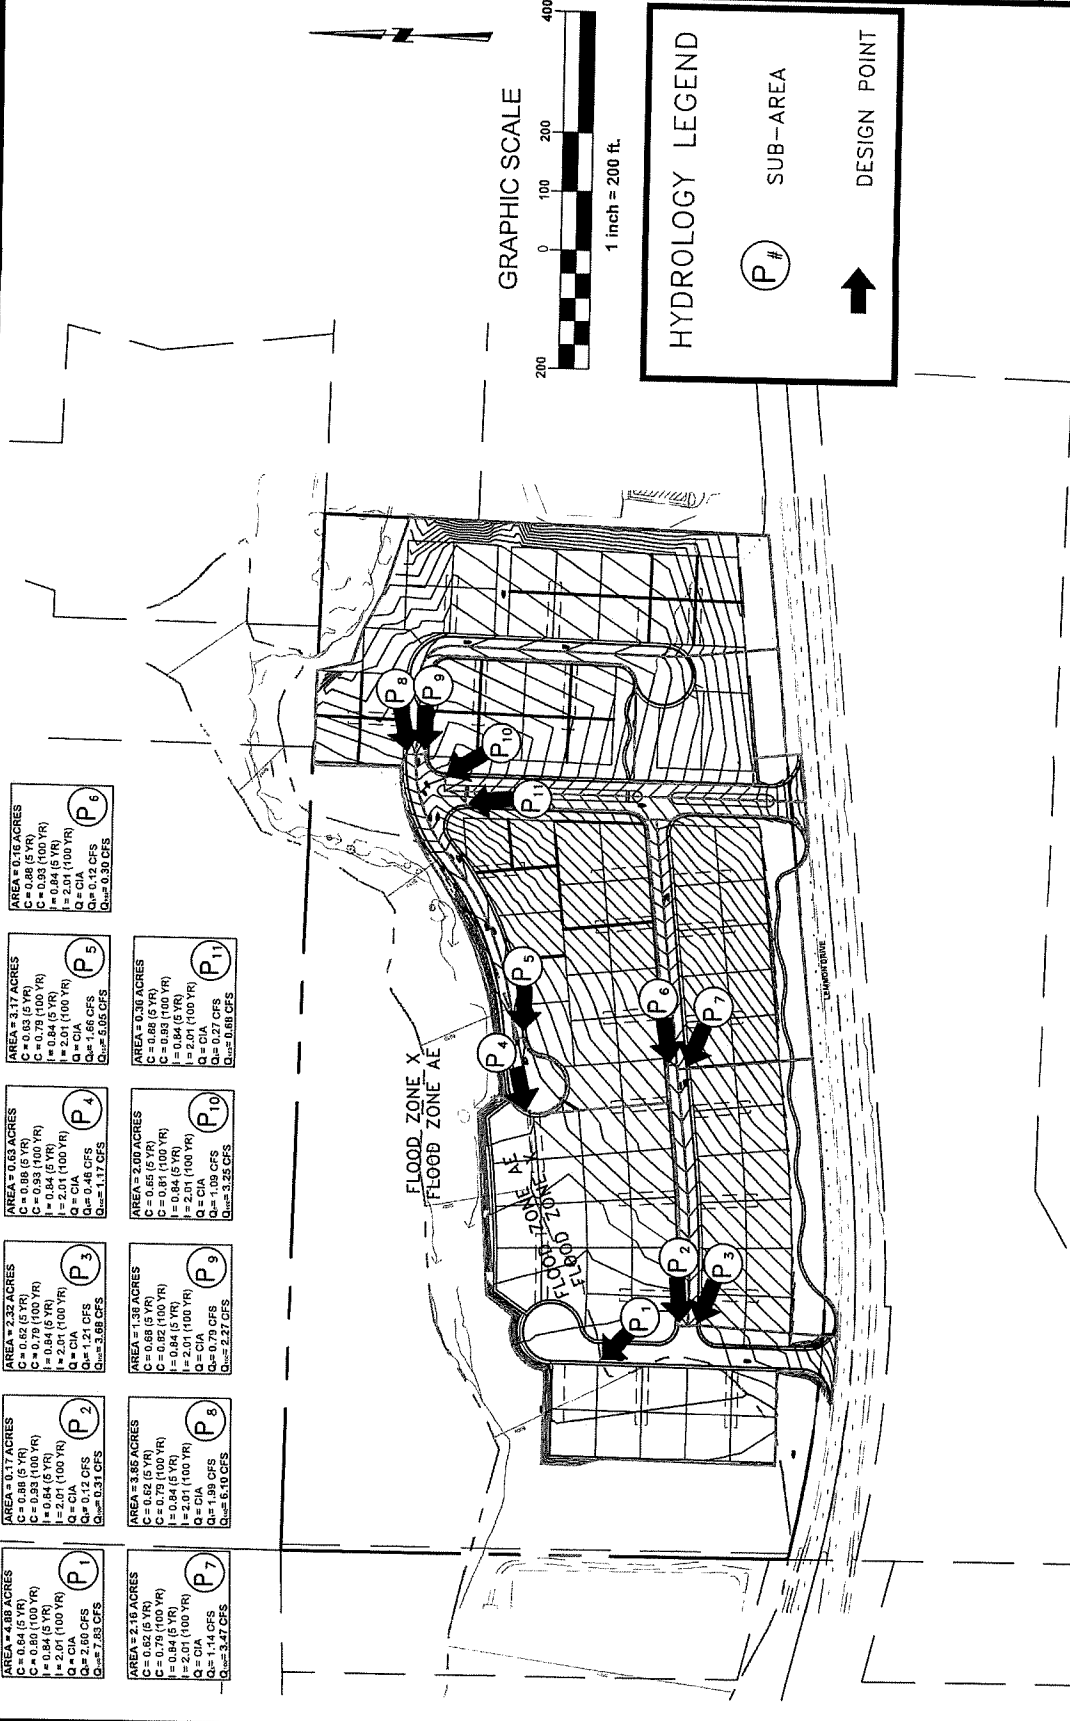 AREA = 4.88 ACRES
C = 0.64 (5 YR)
C = 0.80 (100 YR)
I = 0.84 (5 YR)
I = 2.01 (100 YR)
Q = CIA
Q5= 2.60 CFS
Q100= 7.83 CFS
P1
AREA = 0.17 ACRES
C = 0.88 (5 YR)
C = 0.93 (100 YR)
I = 0.84 (5 YR)
I = 2.01 (100 YR)
Q = CIA
Q5= 0.12 CFS
Q100= 0.31 CFS
P2
AREA = 2.32 ACRES
C = 0.62 (5 YR)
C = 0.79 (100 YR)
I = 0.84 (5 YR)
I = 2.01 (100 YR)
Q = CIA
Q5= 1.21 CFS
Q100= 3.68 CFS
P3
AREA = 0.63 ACRES
C = 0.88 (5 YR)
C = 0.93 (100 YR)
I = 0.84 (5 YR)
I = 2.01 (100 YR)
Q = CIA
Q5= 0.46 CFS
Q100= 1.17 CFS
P4
AREA = 3.17 ACRES
C = 0.63 (5 YR)
C = 0.79 (100 YR)
I = 0.84 (5 YR)
I = 2.01 (100 YR)
Q = CIA
Q5= 1.66 CFS
Q100= 5.05 CFS
P5
AREA = 0.16 ACRES
C = 0.88 (5 YR)
C = 0.93 (100 YR)
I = 0.84 (5 YR)
I = 2.01 (100 YR)
Q = CIA
Q5= 0.12 CFS
Q100= 0.30 CFS
P6
AREA = 2.16 ACRES
C = 0.62 (5 YR)
C = 0.79 (100 YR)
I = 0.84 (5 YR)
I = 2.01 (100 YR)
Q = CIA
Q5= 1.14 CFS
Q100= 3.47 CFS
P7
AREA = 3.85 ACRES
C = 0.62 (5 YR)
C = 0.79 (100 YR)
I = 0.84 (5 YR)
I = 2.01 (100 YR)
Q = CIA
Q5= 1.99 CFS
Q100= 6.10 CFS
P8
AREA = 1.38 ACRES
C = 0.68 (5 YR)
C = 0.82 (100 YR)
I = 0.84 (5 YR)
I = 2.01 (100 YR)
Q = CIA
Q5= 0.79 CFS
Q100= 2.27 CFS
P9
AREA = 2.00 ACRES
C = 0.65 (5 YR)
C = 0.81 (100 YR)
I = 0.84 (5 YR)
I = 2.01 (100 YR)
Q = CIA
Q5= 1.09 CFS
Q100= 3.25 CFS
P10
AREA = 0.36 ACRES
C = 0.88 (5 YR)
C = 0.93 (100 YR)
I = 0.84 (5 YR)
I = 2.01 (100 YR)
Q = CIA
Q5= 0.27 CFS
Q100= 0.68 CFS
P11
N
GRAPHIC SCALE
200 0 100 200 400
1 inch = 200 ft.
HYDROLOGY LEGEND
P# SUB-AREA
DESIGN POINT
FLOOD ZONE X
FLOOD ZONE AE
FLOOD ZONE AE
FLOOD ZONE X
P8
P9
P10
P11
P5
P4
P6
P7
P2
P3
P1
LEMMON DRIVE